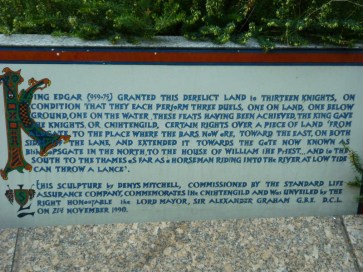 KING EDGAR (959-75) GRANTED THIS DERELICT LAND to THIRTEEN KNIGHTS, ON
CONDITION THAT THEY EACH PERFORM THREE DUELS, ONE ON LAND, ONE BELOW
GROUND, ONE ON THE WATER. THESE FEATS HAVING BEEN ACHIEVED, THE KING GAVE
THE KNIGHTS, OR CNIHTENGILD, CERTAIN RIGHTS OVER A PIECE OF LAND 'FROM
TO THE PLACE WHERE THE BARS NOW ARE, TOWARD THE EAST, ON BOTH
SIDES THE LANE, AND EXTENDED IT TOWARDS THE GATE NOW KNOWN AS
BISHOPSGATE IN THE NORTH, TO THE HOUSE OF WILLIAM THE PRIEST... AND to THE
SOUTH TO THE THAMES AS FAR AS A HORSEMAN RIDING INTO THE RIVER AT LOW TIDE
CAN THROW A LANCE'.
THIS SCULPTURE by DENYS MITCHELL, COMMISSIONED BY THE STANDARD LIFE
ASSURANCE COMPANY, COMMEMORATES the CNIHTENGILD AND WAS UNVEILED by THE
RIGHT HONOURABLE the LORD MAYOR, SIR ALEXANDER GRAHAM G.B.E. D.C.L.
ON 21st NOVEMBER 1990.